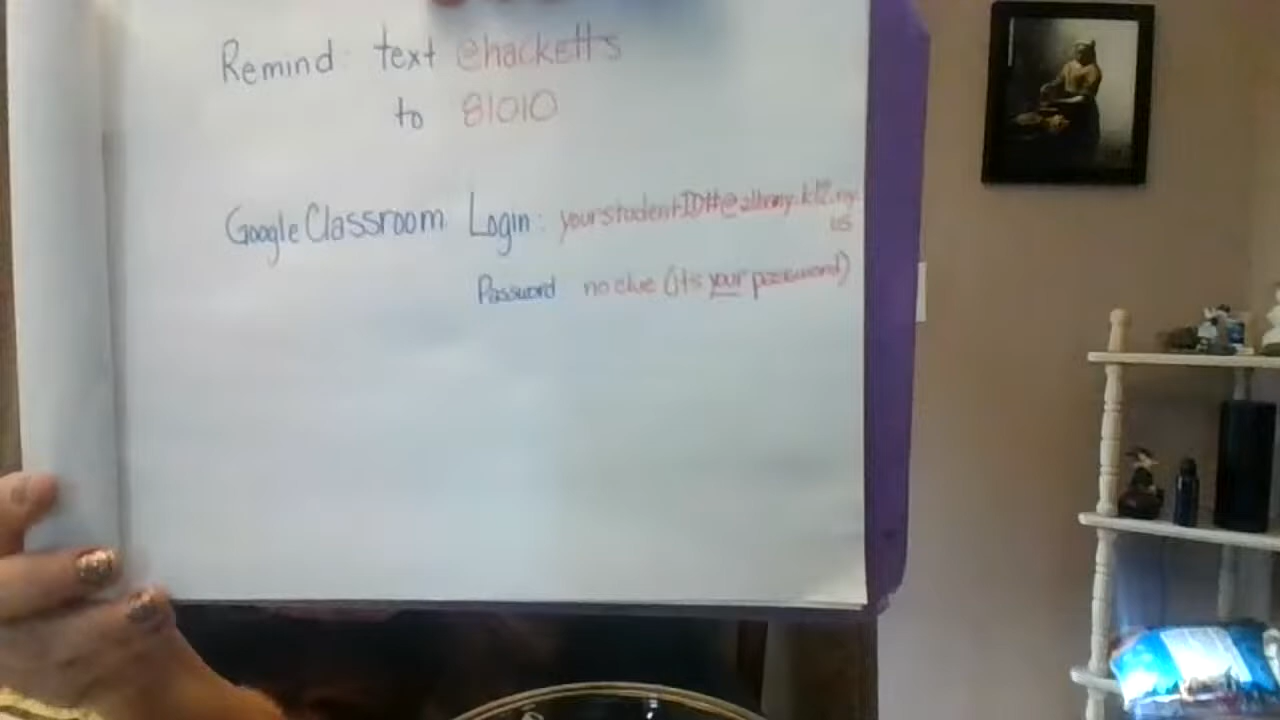 Remind: text @hacketts
to 81010
Google Classroom Login: yourstudentID#@albany.k12.ny.
us
Password no clue (it's your password)